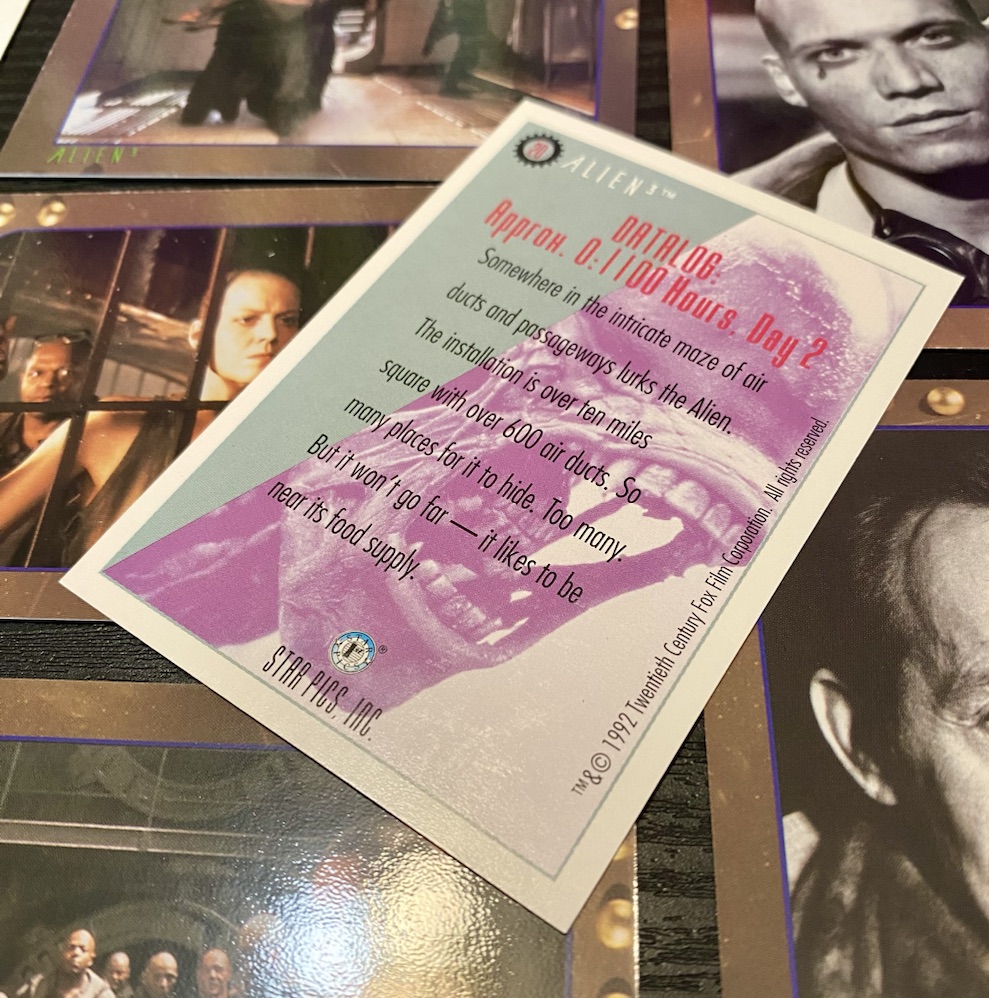 ALIEN³
20
ALIEN³™
DATALOG:
Approx. 0:1100 Hours. Day 2
Somewhere in the intricate maze of air
ducts and passageways lurks the Alien.
The installation is over ten miles
square with over 600 air ducts. So
many places for it to hide. Too many.
But it won't go far — it likes to be
near its food supply.
STAR PICS, INC.
®
TM&© 1992 Twentieth Century Fox Film Corporation. All rights reserved.